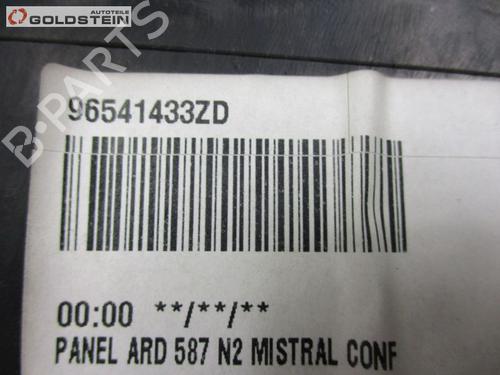 AUTOTEILE
GOLDSTEIN
B-PARTS
96541433ZD
00:00 **/**/**
PANEL ARD 587 N2 MISTRAL CONF